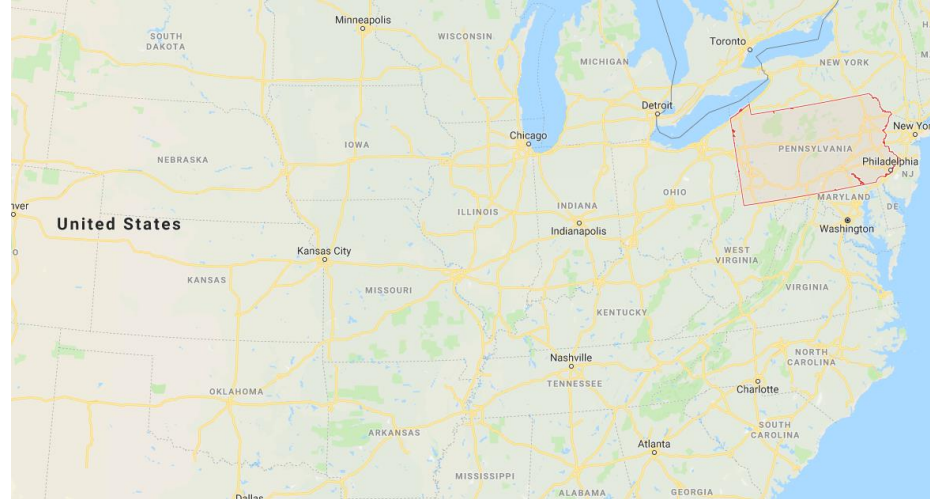 Minneapolis
SOUTH
DAKOTA
WISCONSIN
Toronto
MICHIGAN
NEW YORK
Detroit
New Yor
Chicago
IOWA
PENNSYLVANIA
NEBRASKA
Philadelphia
NJ
OHIO
MARYLAND
DE
ver
ILLINOIS
INDIANA
United States
Indianapolis
Washington
O
Kansas City
WEST
VIRGINIA
KANSAS
MISSOURI
VIRGINIA
KENTUCKY
Nashville
NORTH
CAROLINA
TENNESSEE
OKLAHOMA
Charlotte
ARKANSAS
SOUTH
CAROLINA
Atlanta
MISSISSIPPI
ALABAMA
GEORGIA
Dallas